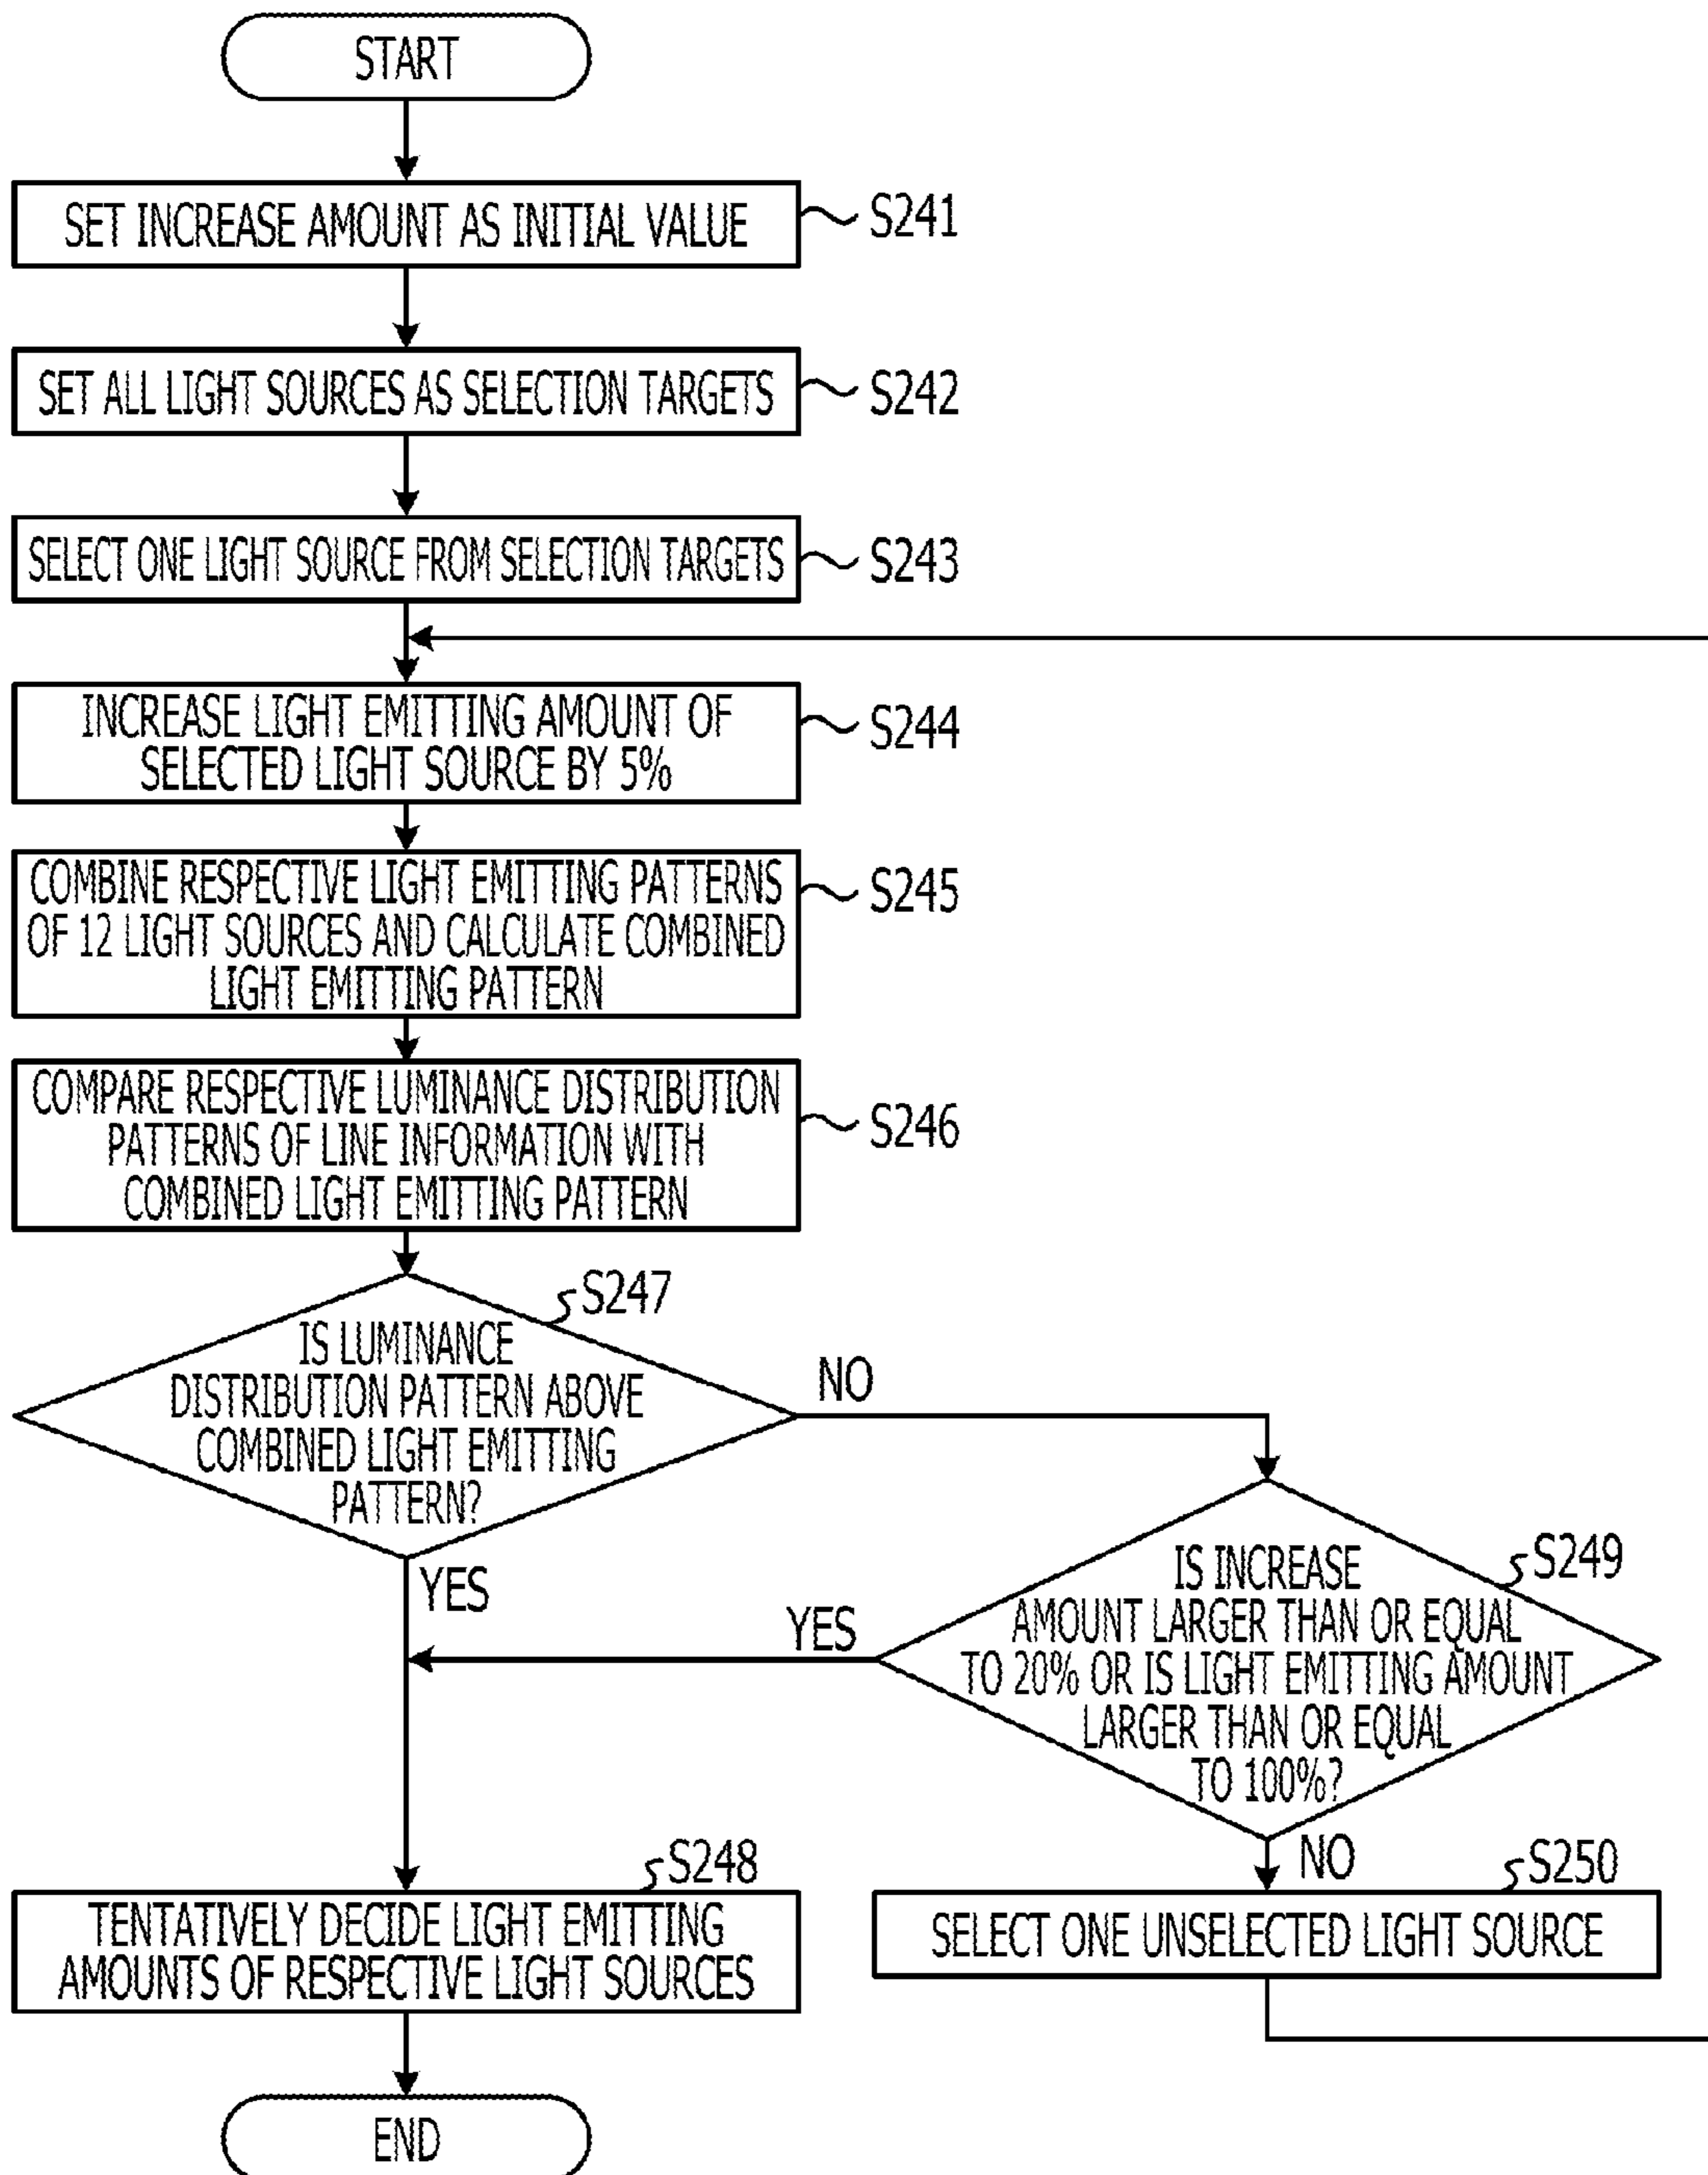 START
SET INCREASE AMOUNT AS INITIAL VALUE
S241
SET ALL LIGHT SOURCES AS SELECTION TARGETS
S242
SELECT ONE LIGHT SOURCE FROM SELECTION TARGETS
S243
INCREASE LIGHT EMITTING AMOUNT OF
SELECTED LIGHT SOURCE BY 5%
S244
COMBINE RESPECTIVE LIGHT EMITTING PATTERNS
OF 12 LIGHT SOURCES AND CALCULATE COMBINED
LIGHT EMITTING PATTERN
S245
COMPARE RESPECTIVE LUMINANCE DISTRIBUTION
PATTERNS OF LINE INFORMATION WITH
COMBINED LIGHT EMITTING PATTERN
S246
S247
IS LUMINANCE
DISTRIBUTION PATTERN ABOVE
COMBINED LIGHT EMITTING
PATTERN?
NO
YES
S249
IS INCREASE
AMOUNT LARGER THAN OR EQUAL
TO 20% OR IS LIGHT EMITTING AMOUNT
LARGER THAN OR EQUAL
TO 100%?
YES
NO
S248
TENTATIVELY DECIDE LIGHT EMITTING
AMOUNTS OF RESPECTIVE LIGHT SOURCES
S250
SELECT ONE UNSELECTED LIGHT SOURCE
END